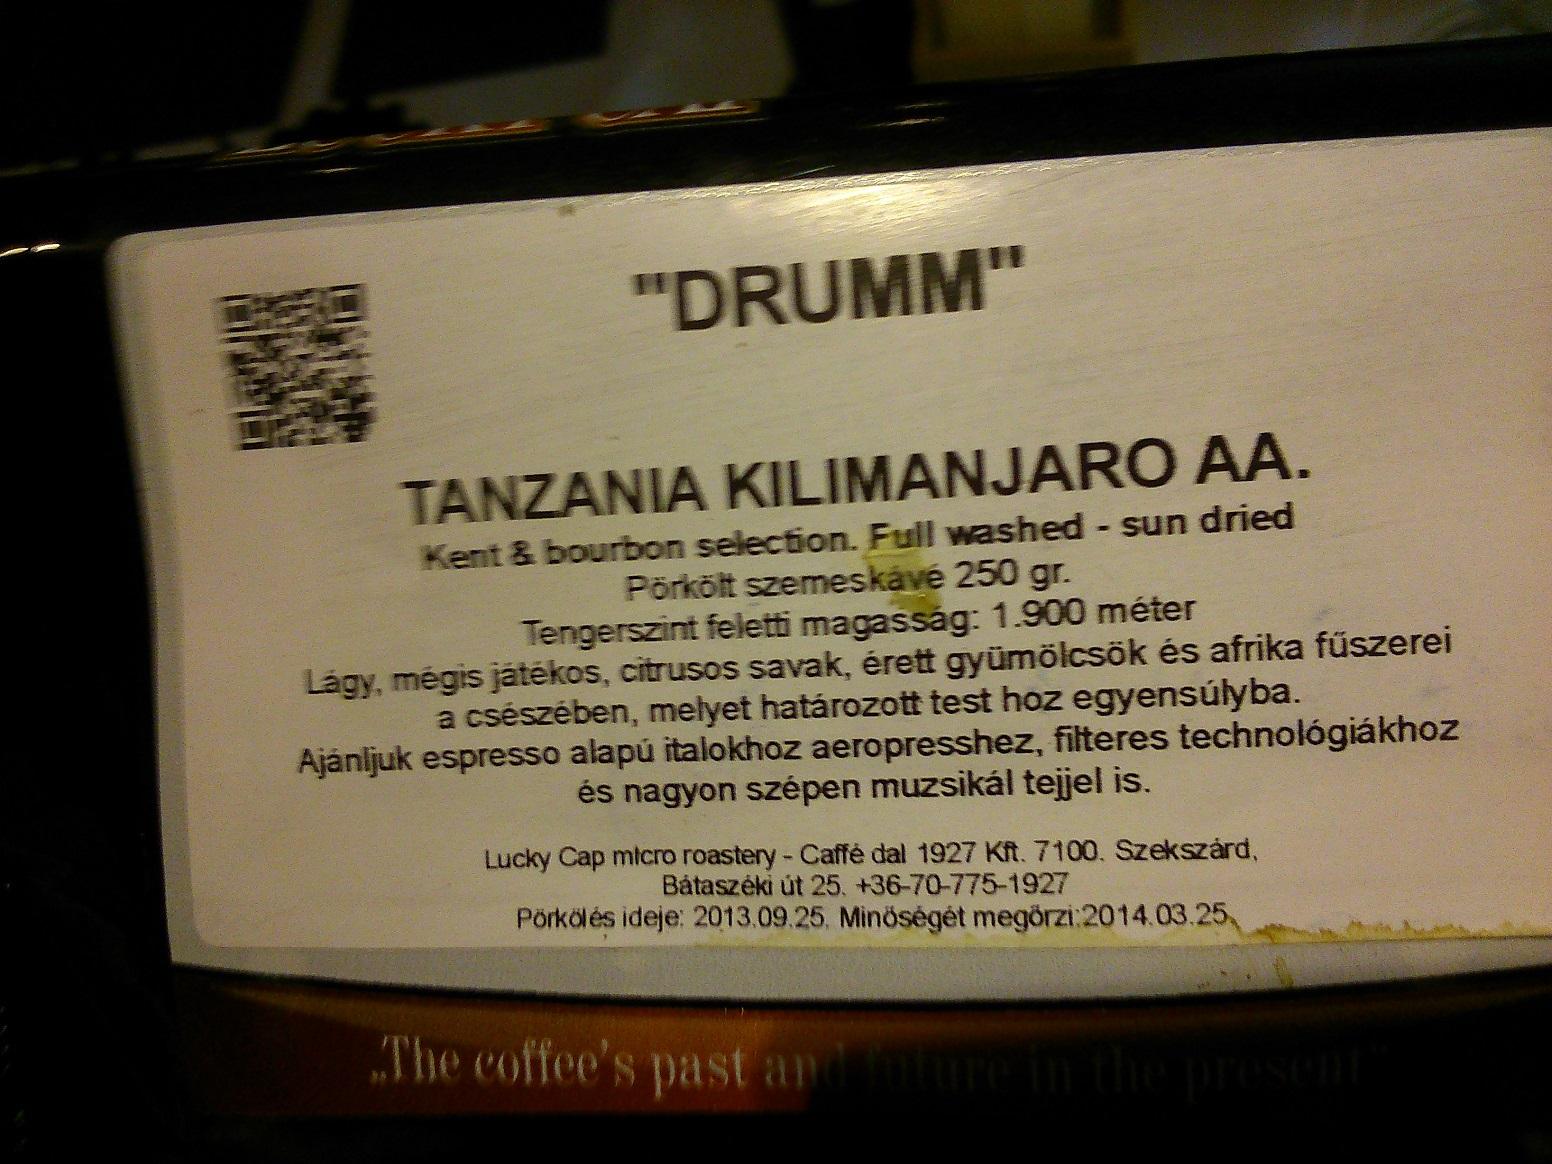 "DRUMM"
TANZANIA KILIMANJARO AA.
Kent & bourbon selection. Full washed - sun dried
Pörkölt szemeskávé 250 gr.
Tengerszint feletti magasság: 1.900 méter
Lágy, mégis játékos, citrusos savak, érett gyümölcsök és afrika fűszerei
a csészében, melyet határozott test hoz egyensúlyba.
Ajánljuk espresso alapú italokhoz aeropresshez, filteres technológiákhoz
és nagyon szépen muzsikál tejjel is.
Lucky Cap micro roastery - Caffé dal 1927 Kft. 7100. Szekszárd,
Bátaszéki út 25. +36-70-775-1927
Pörkölés ideje: 2013.09.25. Minőségét megőrzi:2014.03.25.
„The coffee's past and future in the present"